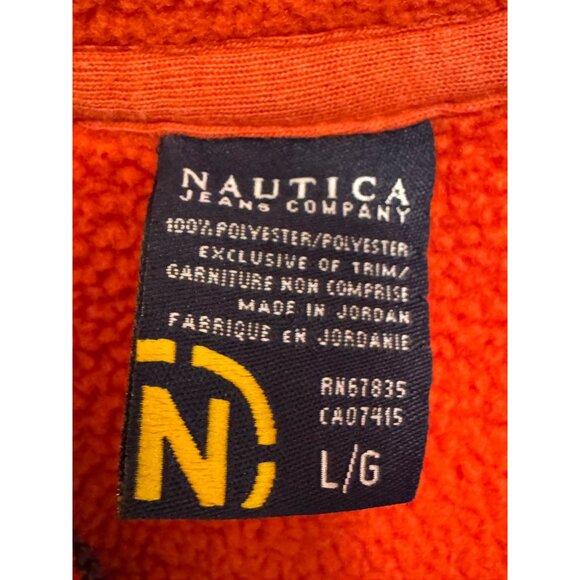 NAUTICA
JEANS COMPANY
100% POLYESTER/POLYESTER
EXCLUSIVE OF TRIM/
GARNITURE NON COMPRISE
MADE IN JORDAN
FABRIQUE EN JORDANIE
RN67835
CA07415
N
L/G